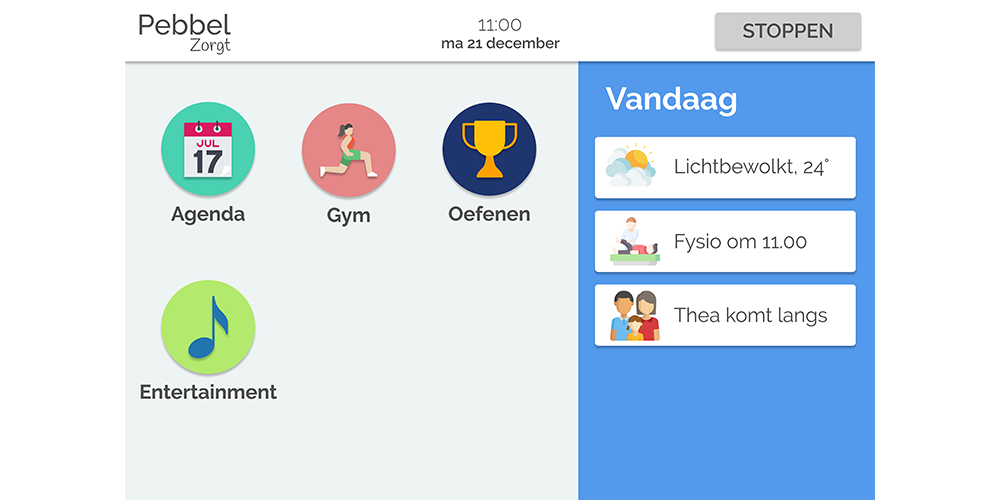 Pebbel
Zorgt
11:00
ma 21 december
STOPPEN
JUL
17
Agenda
Gym
Oefenen
Entertainment
Vandaag
Lichtbewolkt, 24°
Fysio om 11.00
Thea komt langs